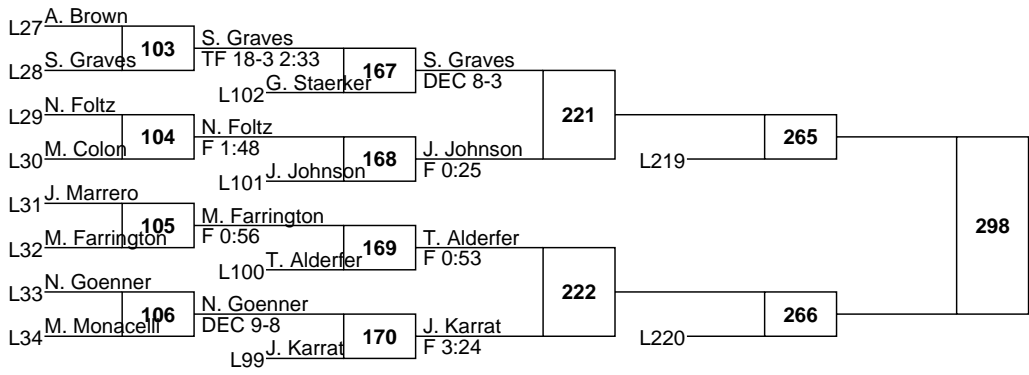 A. Brown
L27
103
S. Graves
TF 18-3 2:33
S. Graves
L28
167
S. Graves
DEC 8-3
G. Staerker
L102
221
N. Foltz
L29
104
N. Foltz
F 1:48
M. Colon
L30
168
J. Johnson
F 0:25
J. Johnson
L101
265
L219
J. Marrero
L31
105
M. Farrington
F 0:56
M. Farrington
L32
169
T. Alderfer
F 0:53
T. Alderfer
L100
298
222
N. Goenner
L33
106
N. Goenner
DEC 9-8
M. Monacelli
L34
170
J. Karrat
F 3:24
J. Karrat
L99
266
L220